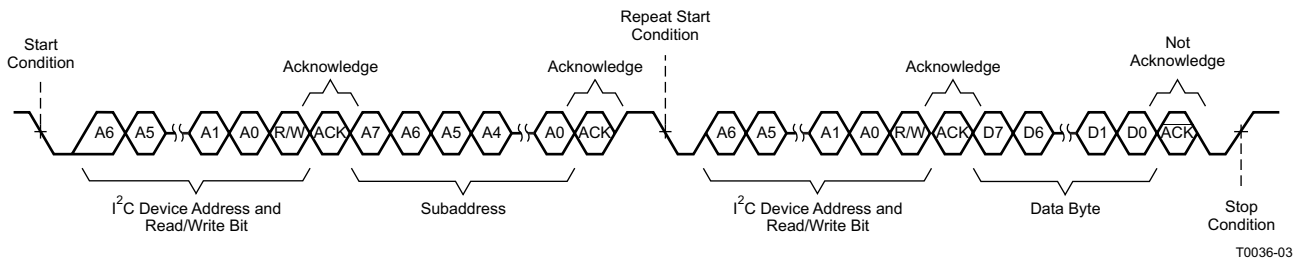 Start
Condition
Repeat Start
Condition
Acknowledge
Acknowledge
Acknowledge
Not
Acknowledge
A6 A5 A1 A0 R/W ACK A7 A6 A5 A4 A0 ACK A6 A5 A1 A0 R/W ACK D7 D6 D1 D0 ACK
I²C Device Address and
Read/Write Bit
Subaddress
I²C Device Address and
Read/Write Bit
Data Byte
Stop
Condition
T0036-03